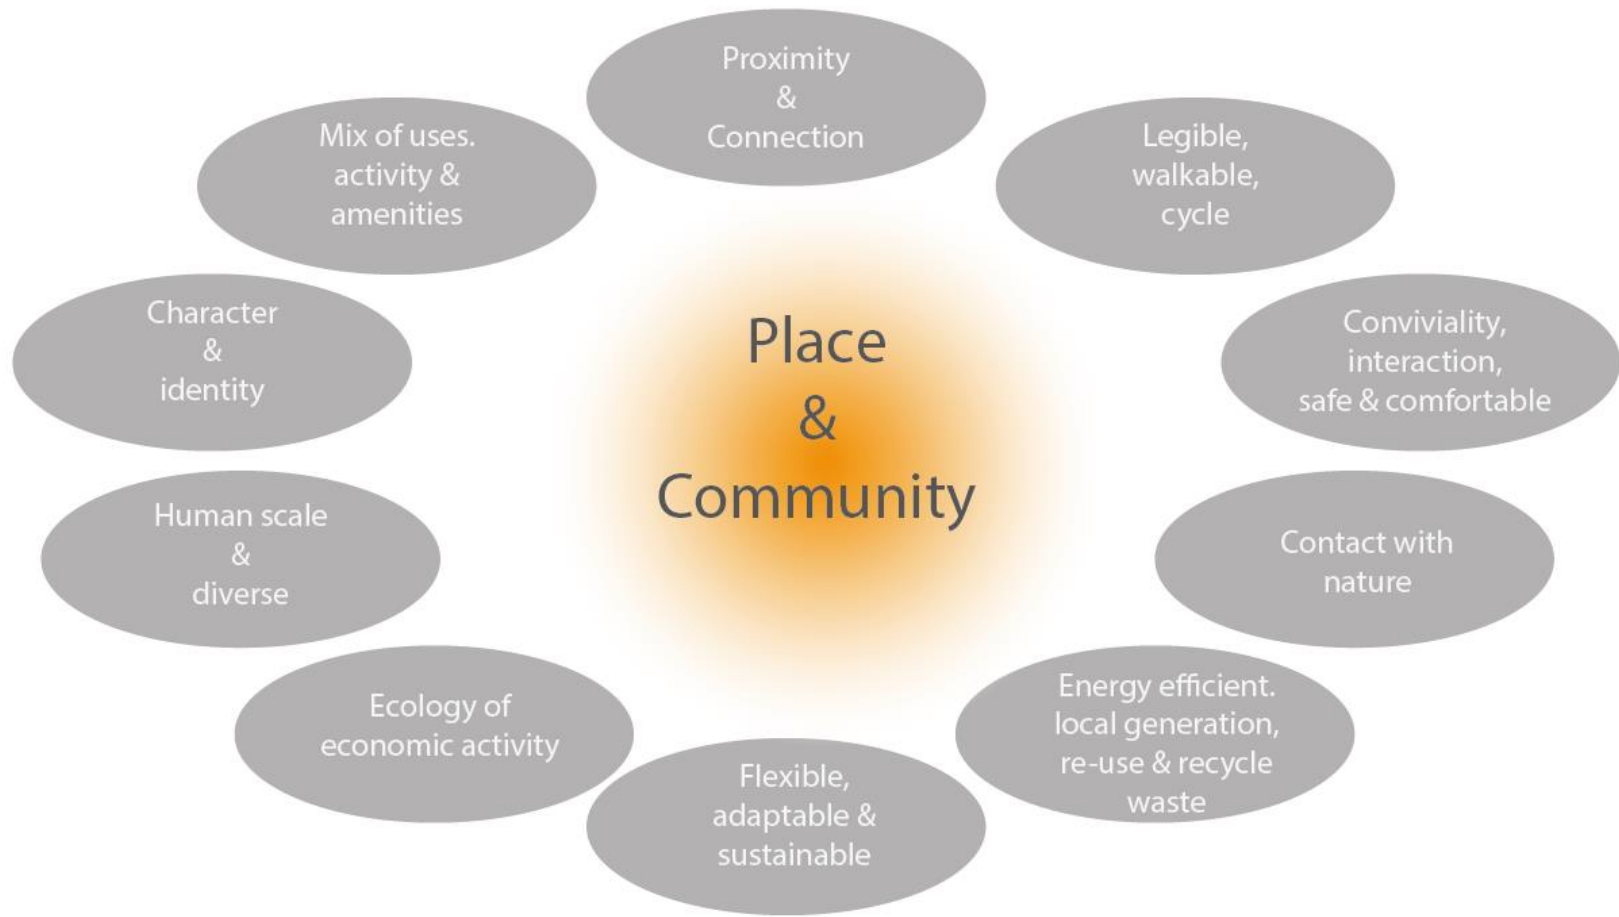 Proximity
&
Connection
Mix of uses.
activity &
amenities
Legible,
walkable,
cycle
Character
&
identity
Place
&
Community
Conviviality,
interaction,
safe & comfortable
Human scale
&
diverse
Contact with
nature
Ecology of
economic activity
Energy efficient.
local generation,
re-use & recycle
waste
Flexible,
adaptable &
sustainable